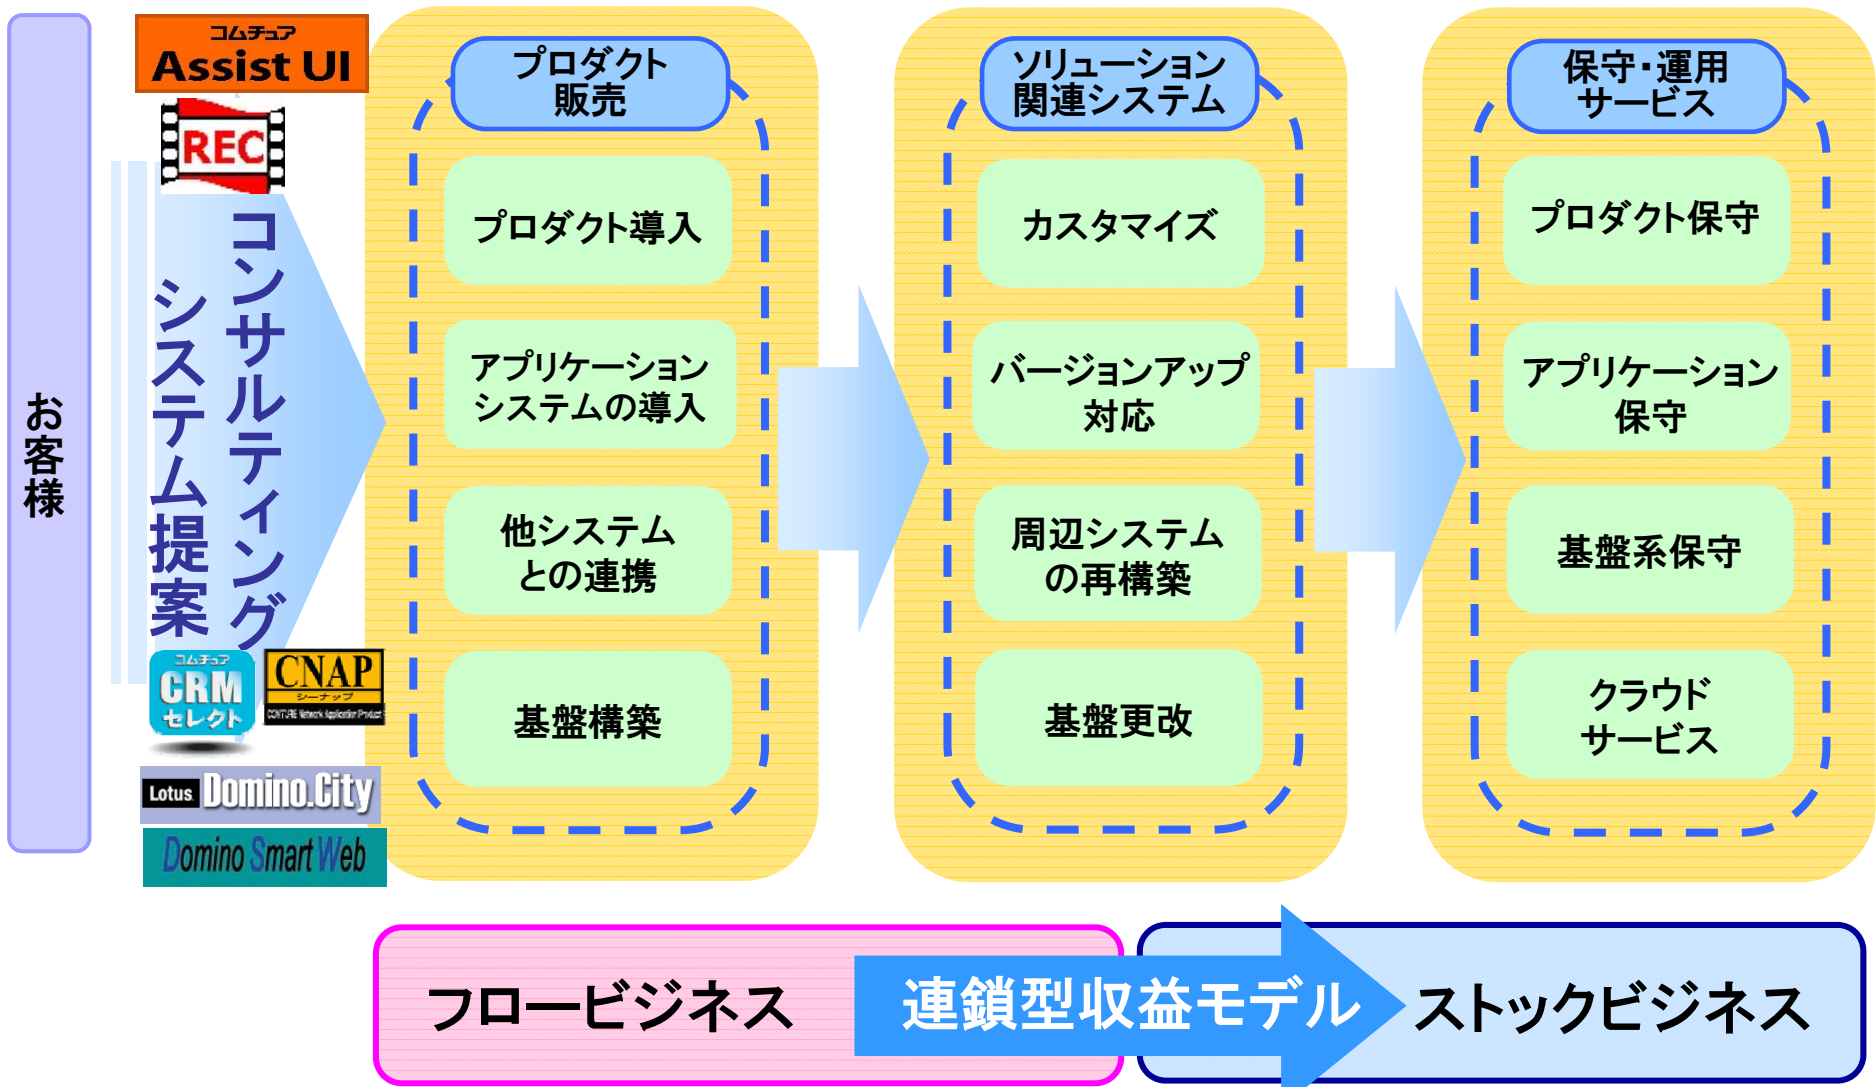 お客様
コムチュア
Assist UI
REC
コンサルティング
システム提案
コムチュア
CRM
セレクト
CNAP
シーナップ
COMTURE Network Application Product
Lotus Domino.City
Domino Smart Web
プロダクト
販売
プロダクト導入
アプリケーション
システムの導入
他システム
との連携
基盤構築
ソリューション
関連システム
カスタマイズ
バージョンアップ
対応
周辺システム
の再構築
基盤更改
保守・運用
サービス
プロダクト保守
アプリケーション
保守
基盤系保守
クラウド
サービス
フロービジネス
連鎖型収益モデル
ストックビジネス